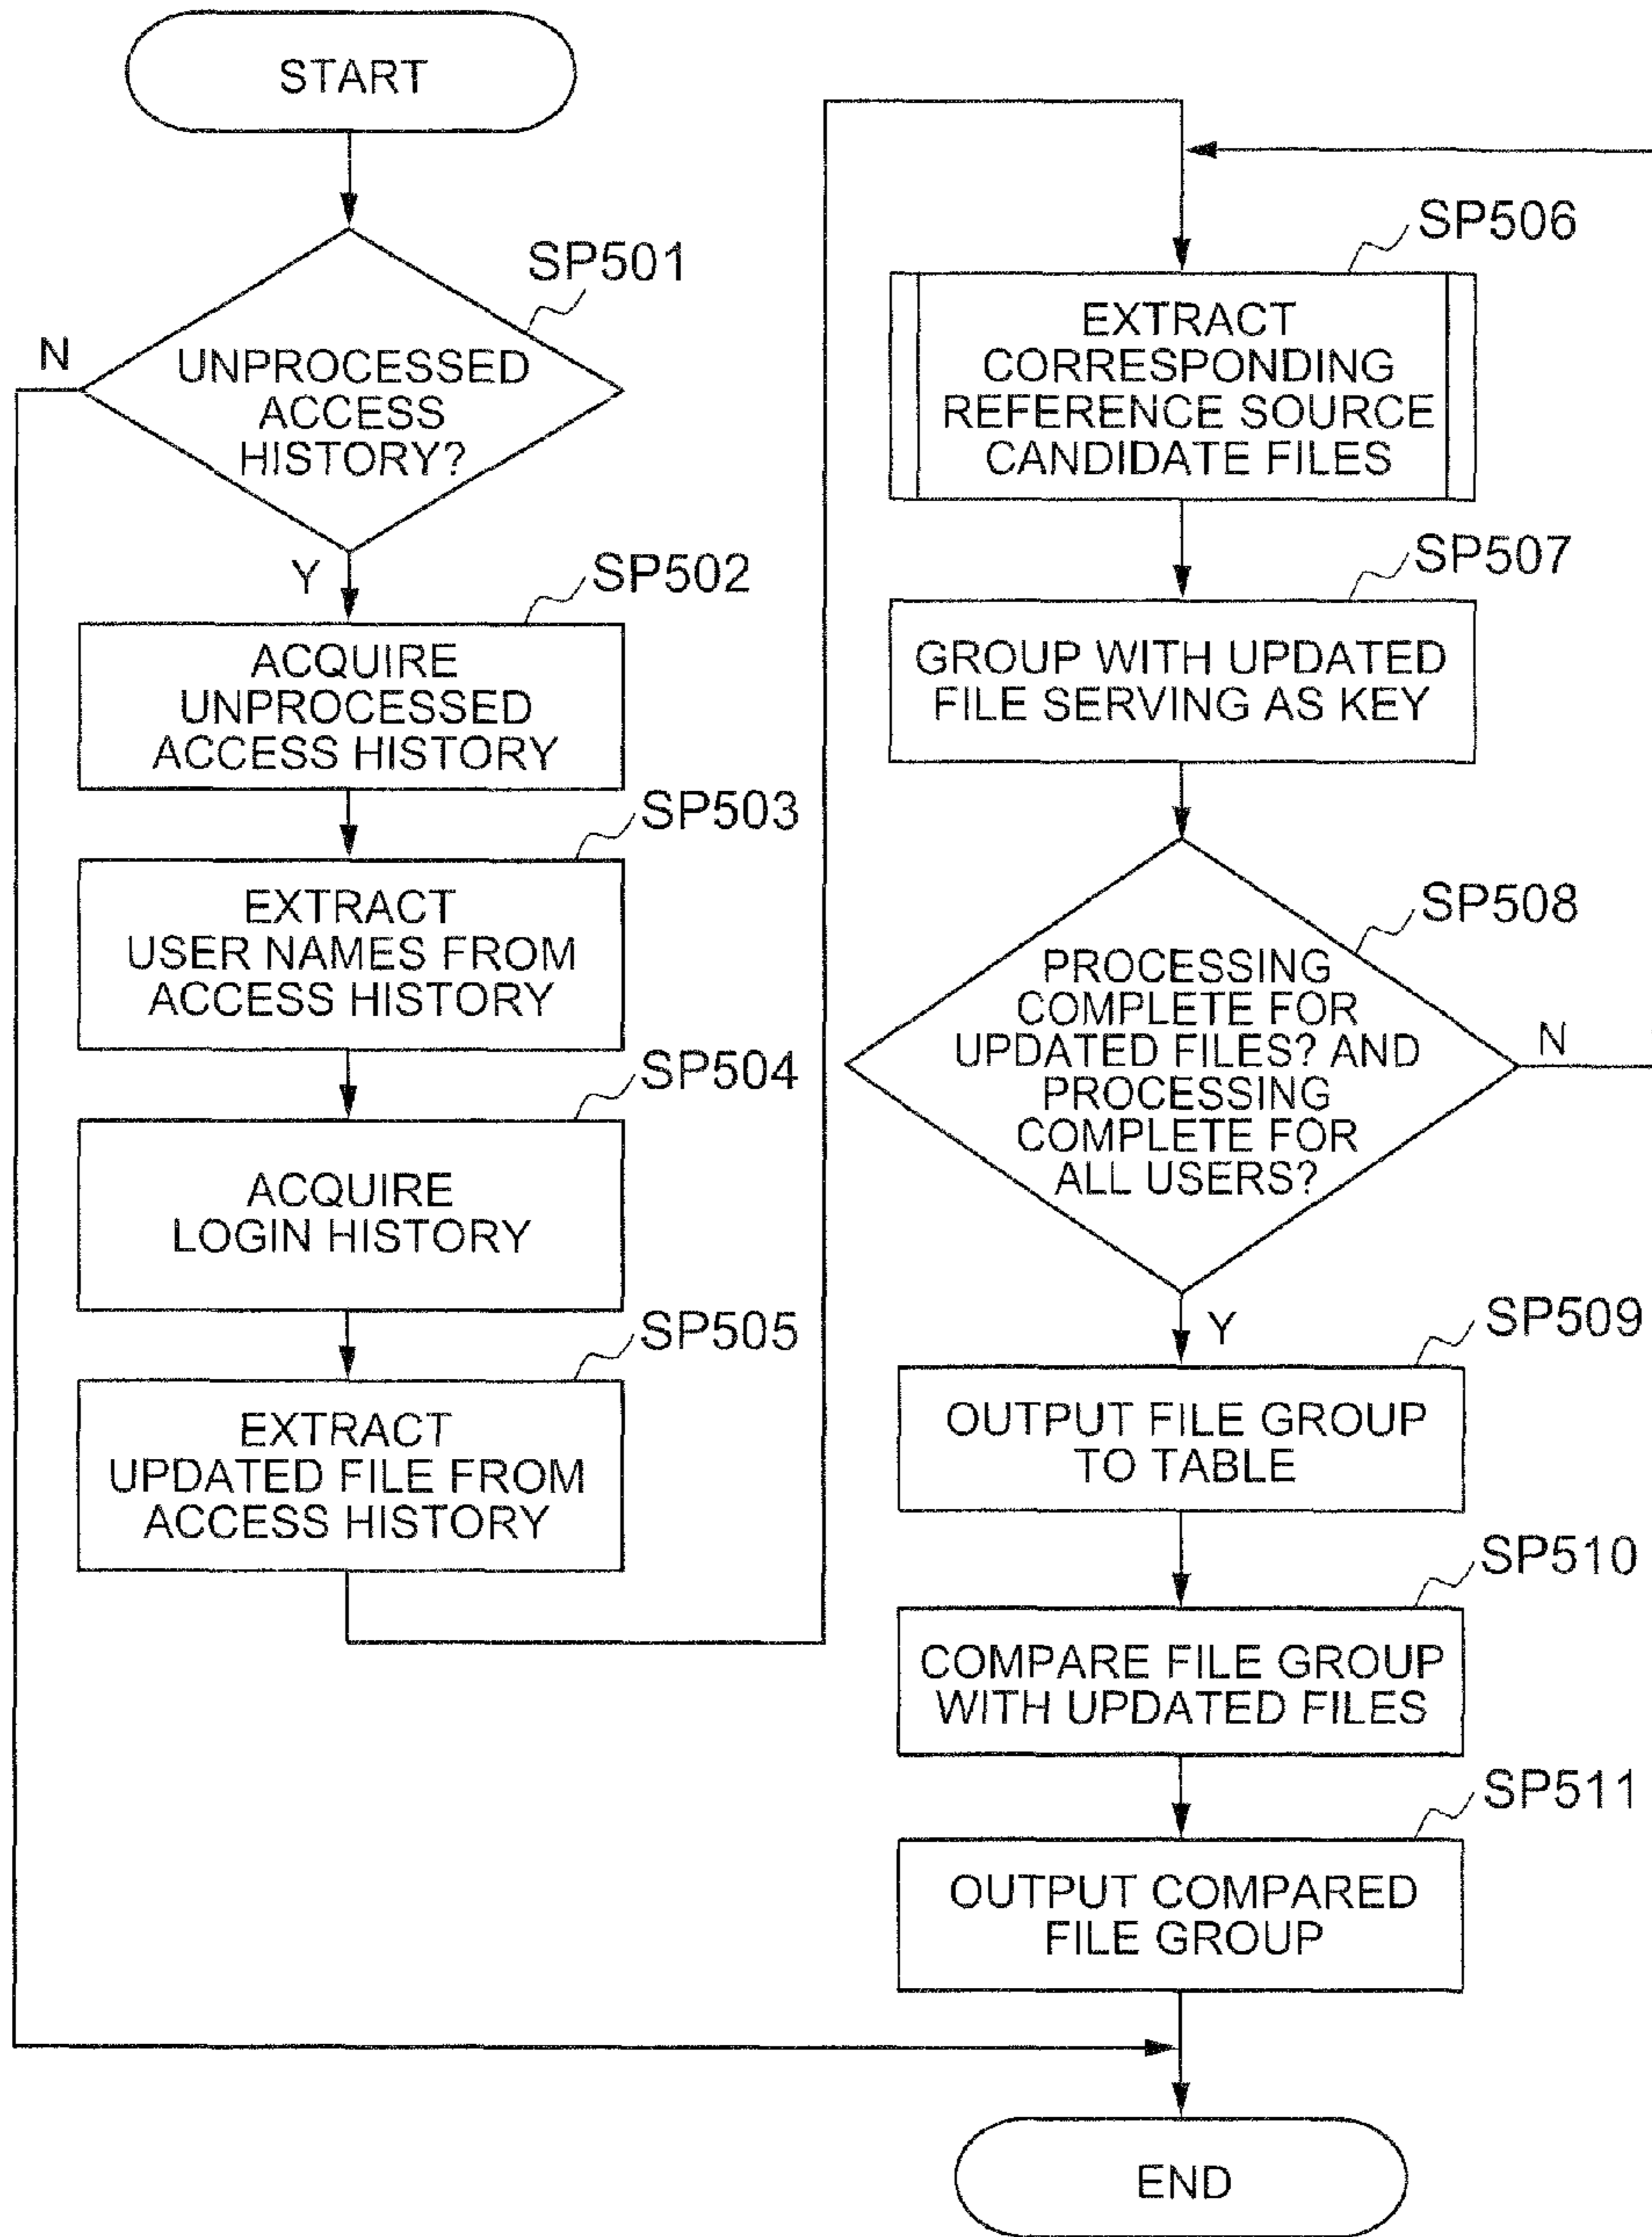 START
SP501
N
UNPROCESSED
ACCESS
HISTORY?
Y
SP502
ACQUIRE
UNPROCESSED
ACCESS HISTORY
SP503
EXTRACT
USER NAMES FROM
ACCESS HISTORY
SP504
ACQUIRE
LOGIN HISTORY
SP505
EXTRACT
UPDATED FILE FROM
ACCESS HISTORY
SP506
EXTRACT
CORRESPONDING
REFERENCE SOURCE
CANDIDATE FILES
SP507
GROUP WITH UPDATED
FILE SERVING AS KEY
SP508
PROCESSING
COMPLETE FOR
UPDATED FILES? AND
PROCESSING
COMPLETE FOR
ALL USERS?
N
Y
SP509
OUTPUT FILE GROUP
TO TABLE
SP510
COMPARE FILE GROUP
WITH UPDATED FILES
SP511
OUTPUT COMPARED
FILE GROUP
END